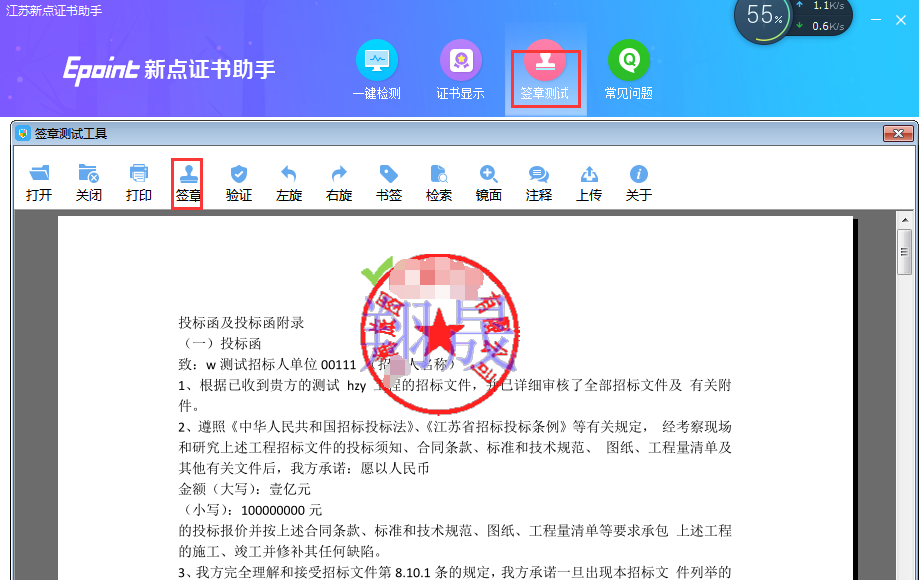 江苏新点证书助手
55%
1.1K/s
0.6K/s
Epoint 新点证书助手
一键检测
证书显示
签章测试
常见问题
签章测试工具
打开 关闭 打印 签章 验证 左旋 右旋 书签 检索 镜面 注释 上传 关于
有限公司
投标函及投标函附录
（一）投标函
致：w 测试招标人单位 00111 （招标人名称）
1、根据已收到贵方的测试 hzy 工程的招标文件，并已详细审核了全部招标文件及 有关附
件。
2、遵照《中华人民共和国招标投标法》、《江苏省招标投标条例》等有关规定， 经考察现场
和研究上述工程招标文件的投标须知、合同条款、标准和技术规范、 图纸、工程量清单及
其他有关文件后，我方承诺：愿以人民币
金额（大写）：壹亿元
（小写）：100000000 元
的投标报价并按上述合同条款、标准和技术规范、图纸、工程量清单等要求承包 上述工程
的施工、竣工并修补其任何缺陷。
3、我方完全理解和接受招标文件第 8.10.1 条的规定，我方承诺一旦出现本招标文 件列举的